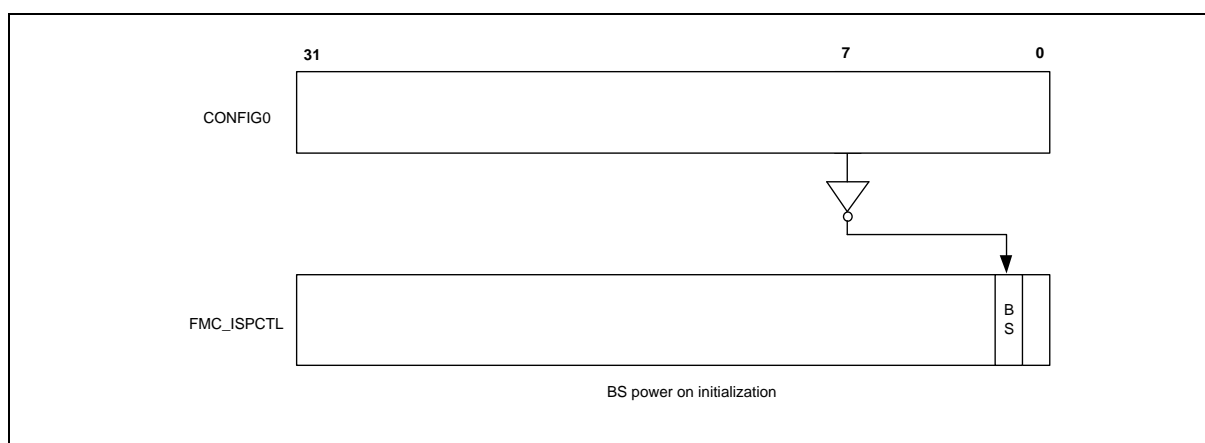 31 7 0
CONFIG0
FMC_ISPCTL
B
S
BS power on initialization